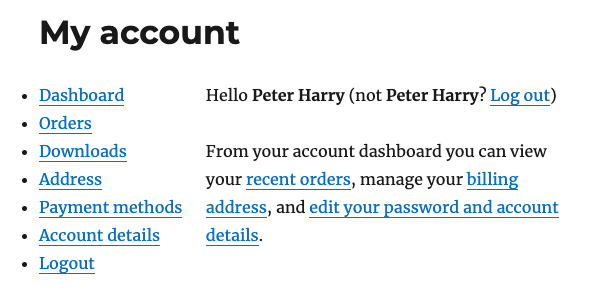 My account
Dashboard
Orders
Downloads
Address
Payment methods
Account details
Logout
Hello Peter Harry (not Peter Harry? Log out)
From your account dashboard you can view
your recent orders, manage your billing
address, and edit your password and account
details.